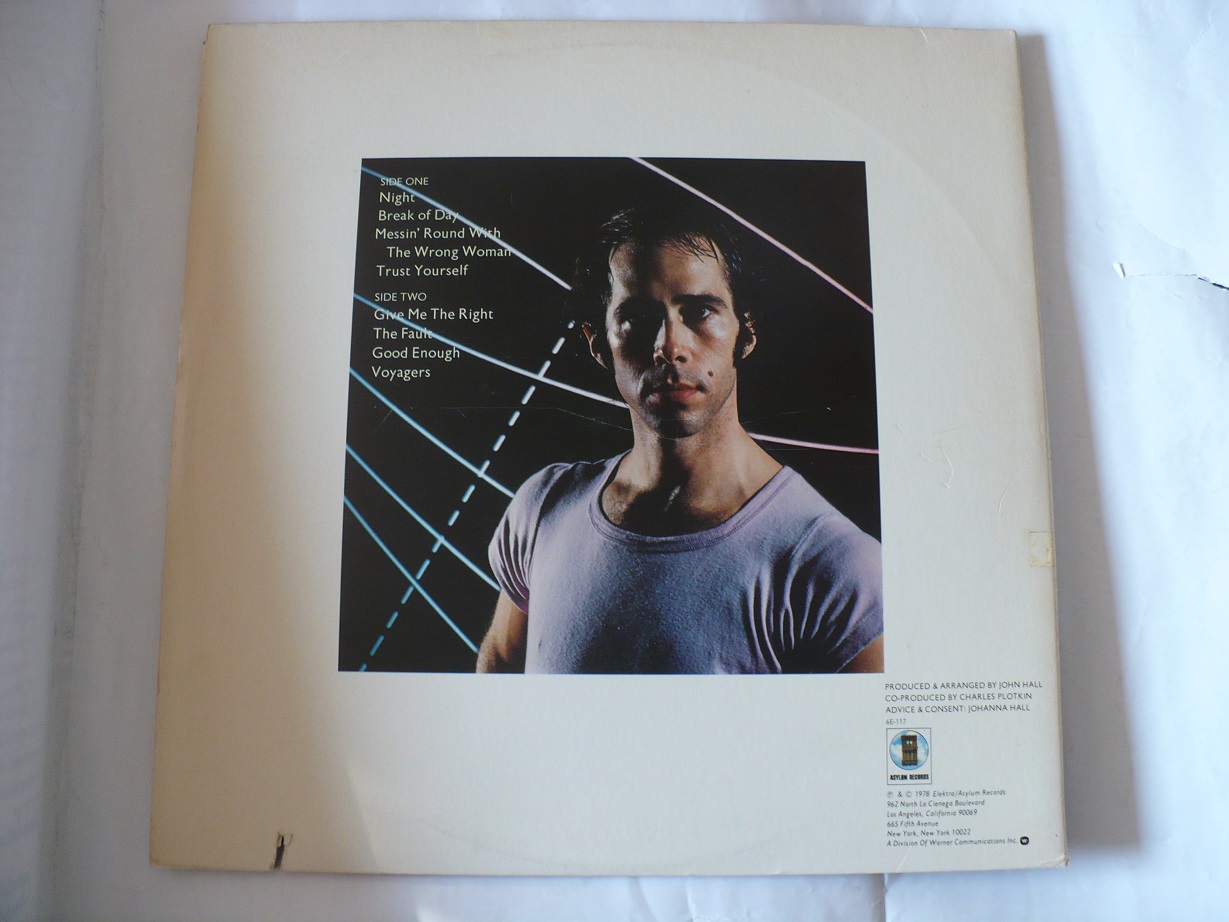 SIDE ONE
Night
Break of Day
Messin' Round With
The Wrong Woman
Trust Yourself
SIDE TWO
Give Me The Right
The Fault
Good Enough
Voyagers
PRODUCED & ARRANGED BY JOHN HALL
CO-PRODUCED BY CHARLES PLOTKIN
ADVICE & CONSENT: JOHANNA HALL
6E-117
ASYLUM RECORDS
℗ & © 1978 Elektra/Asylum Records
962 North La Cienega Boulevard
Los Angeles, California 90069
665 Fifth Avenue
New York, New York 10022
A Division Of Warner Communications Inc.